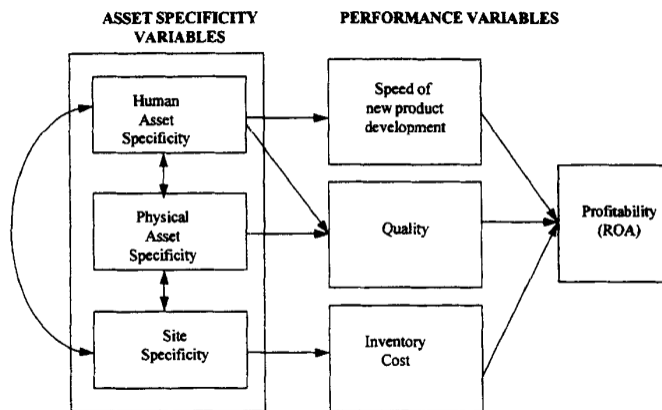 ASSET SPECIFICITY
VARIABLES
PERFORMANCE VARIABLES
Human
Asset
Specificity
Speed of
new product
development
Physical
Asset
Specificity
Quality
Profitability
(ROA)
Site
Specificity
Inventory
Cost